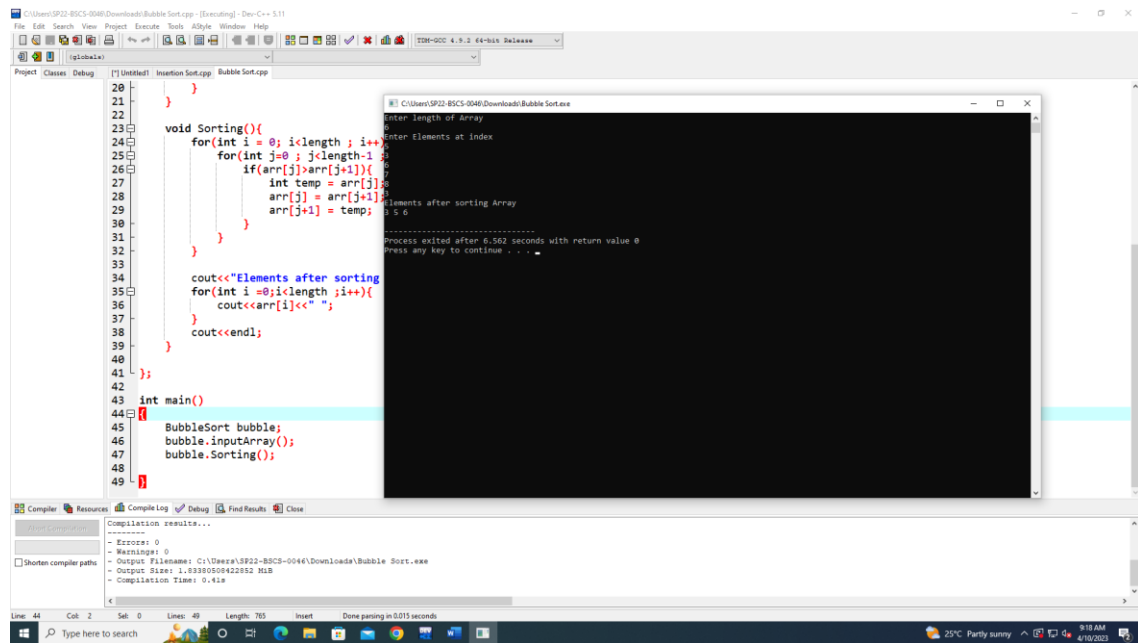 C:\Users\SP22-BSCS-0046\Downloads\Bubble Sort.cpp - [Executing] - Dev-C++ 5.11
File Edit Search View Project Execute Tools AStyle Window Help
TDM-GCC 4.9.2 64-bit Release
(globals)
Project Classes Debug [*] Untitled1 Insertion Sort.cpp Bubble Sort.cpp
20 }
21 }
22
23 void Sorting(){
24 for(int i = 0; i<length ; i++)
25 for(int j=0 ; j<length-1 ;
26 if(arr[j]>arr[j+1]){
27 int temp = arr[j];
28 arr[j] = arr[j+1];
29 arr[j+1] = temp;
30 }
31 }
32 }
33
34 cout<<"Elements after sorting
35 for(int i =0;i<length ;i++){
36 cout<<arr[i]<<" ";
37 }
38 cout<<endl;
39 }
40
41 };
42
43 int main()
44 {
45 BubbleSort bubble;
46 bubble.inputArray();
47 bubble.Sorting();
48
49 }
C:\Users\SP22-BSCS-0046\Downloads\Bubble Sort.exe
Enter length of Array
6
Enter Elements at index
5
3
6
7
8
3
Elements after sorting Array
3 5 6
--------------------------------
Process exited after 6.562 seconds with return value 0
Press any key to continue . . .
Compiler Resources Compile Log Debug Find Results Close
Abort Compilation
Shorten compiler paths
Compilation results...
--------
- Errors: 0
- Warnings: 0
- Output Filename: C:\Users\SP22-BSCS-0046\Downloads\Bubble Sort.exe
- Output Size: 1.83380508422852 MiB
- Compilation Time: 0.41s
Line: 44 Col: 2 Sel: 0 Lines: 49 Length: 765 Insert Done parsing in 0.015 seconds
Type here to search
25°C Partly sunny
9:18 AM
4/10/2023